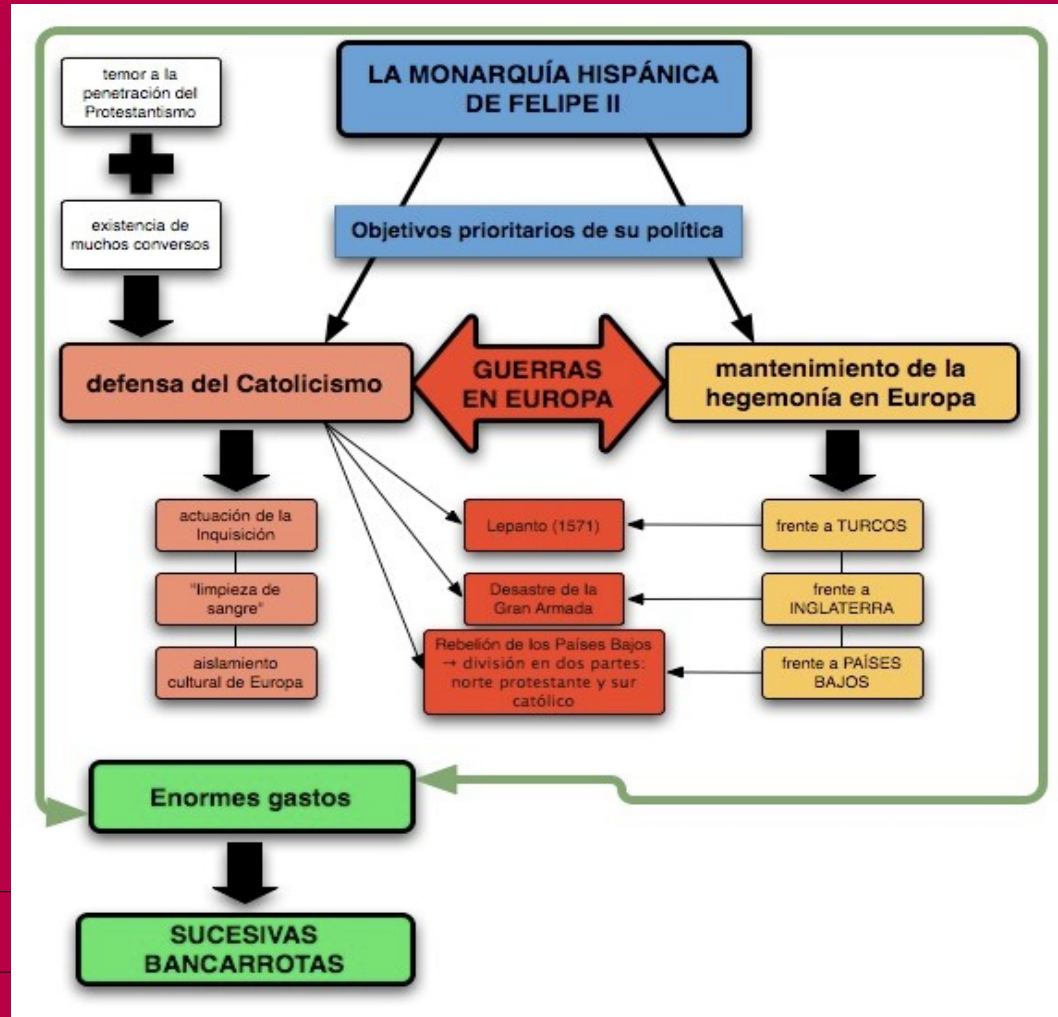 temor a la
penetración del
Protestantismo
LA MONARQUÍA HISPÁNICA
DE FELIPE II
existencia de
muchos conversos
Objetivos prioritarios de su política
defensa del Catolicismo
GUERRAS
EN EUROPA
mantenimiento de la
hegemonía en Europa
actuación de la
Inquisición
Lepanto (1571)
frente a TURCOS
"limpieza de
sangre"
Desastre de la
Gran Armada
frente a
INGLATERRA
aislamiento
cultural de Europa
Rebelión de los Países Bajos
→ división en dos partes:
norte protestante y sur
católico
frente a PAÍSES
BAJOS
Enormes gastos
SUCESIVAS
BANCARROTAS